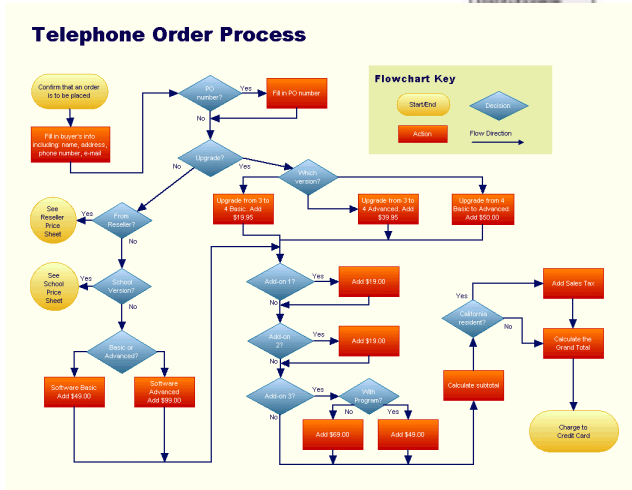 Telephone Order Process
Flowchart Key
Start/End
Decision
Action
Flow Direction
Confirm that an order
is to be placed
Fill in buyer's info
including: name, address,
phone number, e-mail
PO
number?
Yes
Fill in PO number
No
Upgrade?
No
Yes
Which
version?
Upgrade from 3 to
4 Basic. Add
$19.95
Upgrade from 3 to
4 Advanced. Add
$39.95
Upgrade from 4
Basic to Advanced.
Add $50.00
See
Reseller
Price
Sheet
Yes
From
Reseller?
No
See
School
Price
Sheet
Yes
School
Version?
No
Basic or
Advanced?
Software Basic
Add $49.00
Software
Advanced
Add $99.00
Add-on 1?
Yes
Add $19.00
No
Add-on
2?
Yes
Add $19.00
No
Add-on 3?
Yes
With
Program?
No
No
Yes
Add $69.00
Add $49.00
Calculate subtotal
California
resident?
Yes
No
Add Sales Tax
Calculate the
Grand Total
Charge to
Credit Card